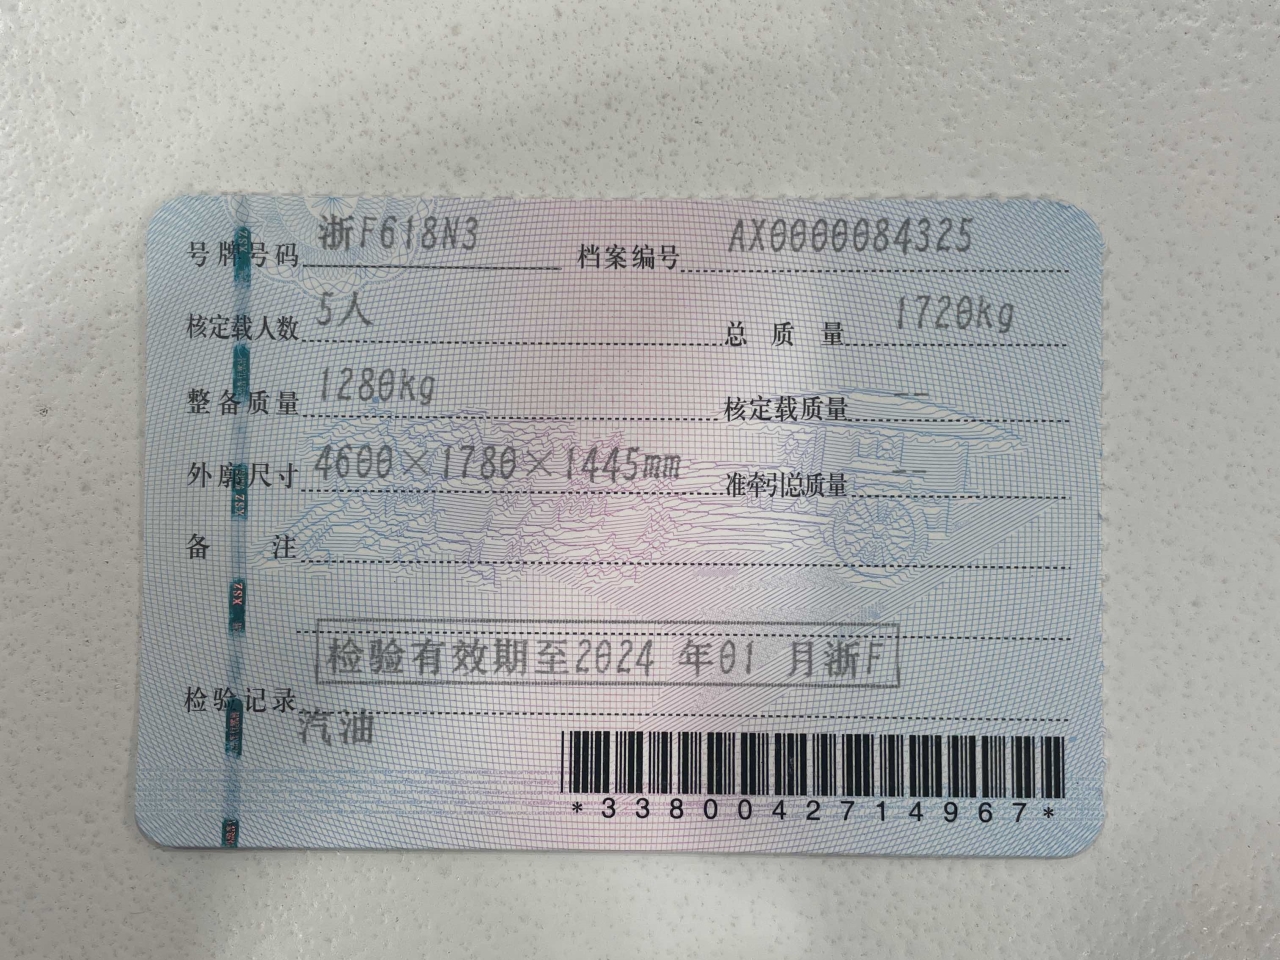 号牌号码 浙F618N3 档案编号 AX0000084325
核定载人数 5人 总质量 1720kg
整备质量 1280kg 核定载质量 --
外廓尺寸 4600×1780×1445mm 准牵引总质量 --
备注
检验有效期至2024 年01 月浙F
检验记录
汽油
*3380042714967*